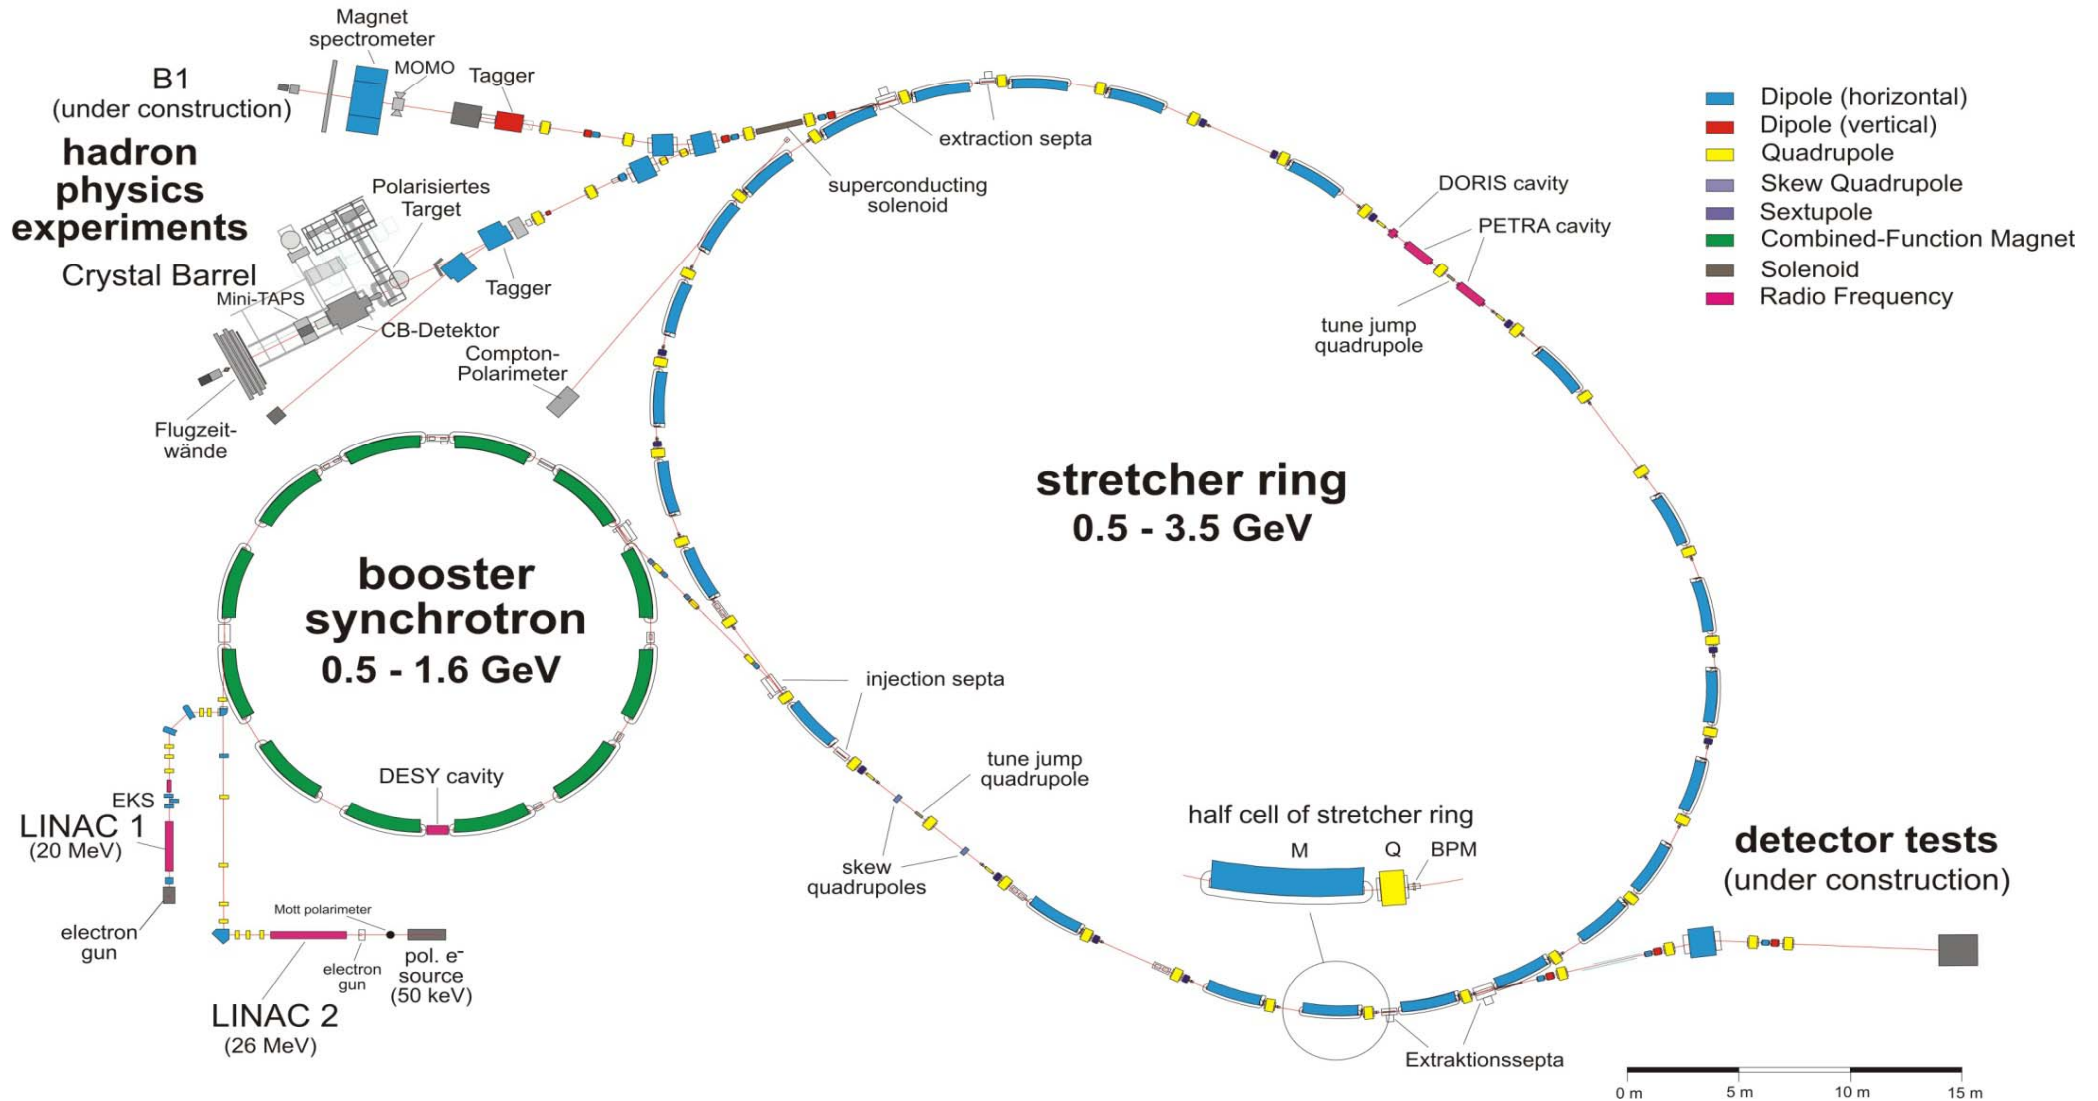 Magnet
spectrometer
MOMO
B1
(under construction)
Tagger
hadron
physics
experiments
Polarisiertes
Target
Crystal Barrel
Mini-TAPS
CB-Detektor
Tagger
Flugzeit-
wände
Compton-
Polarimeter
extraction septa
superconducting
solenoid
DORIS cavity
PETRA cavity
tune jump
quadrupole
Dipole (horizontal)
Dipole (vertical)
Quadrupole
Skew Quadrupole
Sextupole
Combined-Function Magnet
Solenoid
Radio Frequency
stretcher ring
0.5 - 3.5 GeV
booster
synchrotron
0.5 - 1.6 GeV
injection septa
DESY cavity
tune jump
quadrupole
skew
quadrupoles
EKS
LINAC 1
(20 MeV)
electron
gun
Mott polarimeter
electron
gun
pol. e-
source
(50 keV)
LINAC 2
(26 MeV)
half cell of stretcher ring
M
Q
BPM
detector tests
(under construction)
Extraktionssepta
0 m
5 m
10 m
15 m